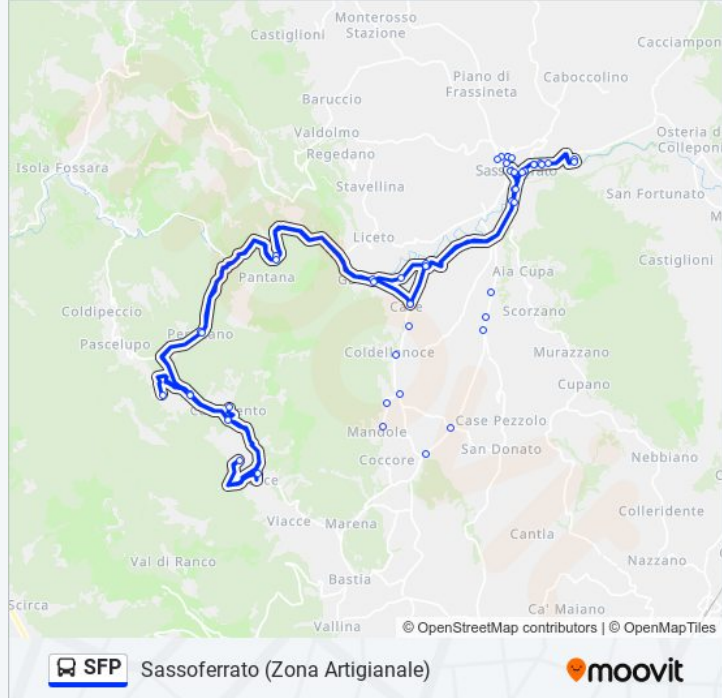 Monterosso
Stazione
Castiglioni
Cacciampon
Piano di
Frassineta
Caboccolino
Baruccio
Valdolmo
Regedano
Osteria d
Colleponi
Isola Fossara
Stavellina
San Fortunato
Liceto
Castiglioni
Pantana
Aia Cupa
Scorzano
Coldipeccio
Pascelupo
Coldellanoce
Murazzano
Cupano
Mandole
Case Pezzolo
Coccore
San Donato
Nebbiano
Viacce
Marena
Colleridente
Cantia
Val di Ranco
Nazzano
Bastia
Scirca
Vallina
Ca' Maiano
© OpenStreetMap contributors | © OpenMapTiles
SFP
Sassoferrato (Zona Artigianale)
moovit